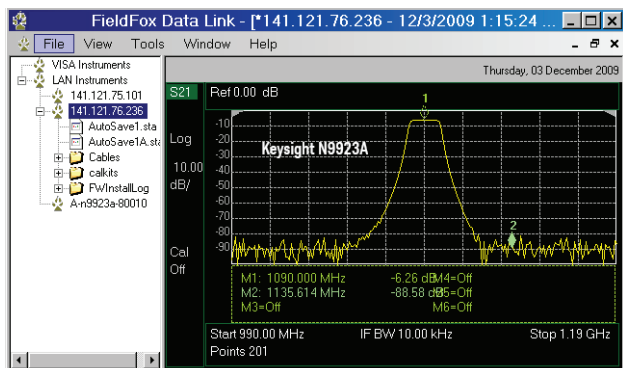 FieldFox Data Link - [*141.121.76.236 - 12/3/2009 1:15:24 ...
File View Tools Window Help
VISA Instruments
LAN Instruments
141.121.75.101
141.121.76.236
AutoSave1.sta
AutoSave1A.sta
Cables
calkits
FWInstallLog
A-n9923a-80010
Thursday, 03 December 2009
S21 Ref 0.00 dB
1
-10
Log -20
Keysight N9923A
-30
10.00 -40
dB/ -50
-60
-70
-80 2
Cal -90
Off
M1: 1090.000 MHz -6.26 dB M4=Off
M2: 1135.614 MHz -88.58 dB M5=Off
M3=Off M6=Off
Start 990.00 MHz IF BW 10.00 kHz Stop 1.19 GHz
Points 201